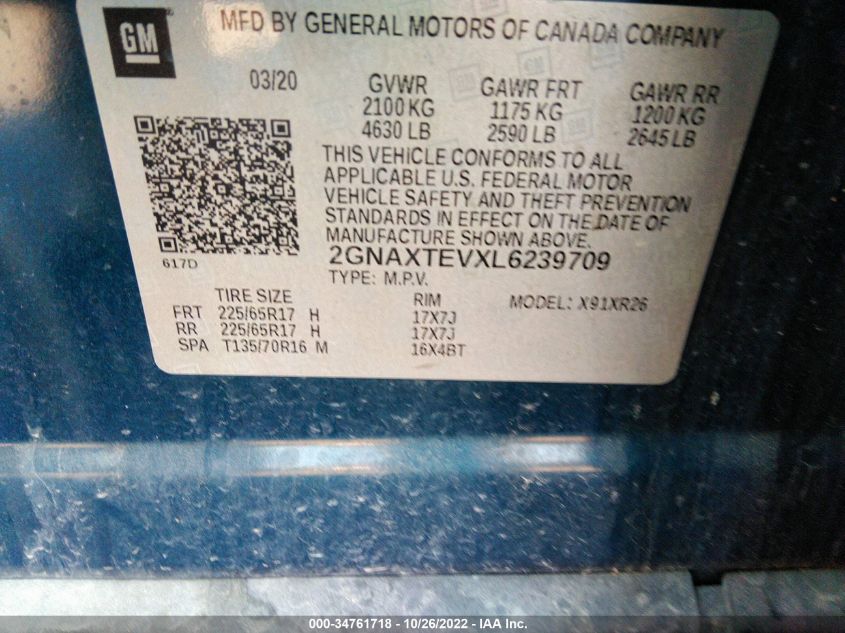 GM
MFD BY GENERAL MOTORS OF CANADA COMPANY
03/20 GVWR GAWR FRT GAWR RR
2100 KG 1175 KG 1200 KG
4630 LB 2590 LB 2645 LB
THIS VEHICLE CONFORMS TO ALL
APPLICABLE U.S. FEDERAL MOTOR
VEHICLE SAFETY AND THEFT PREVENTION
STANDARDS IN EFFECT ON THE DATE OF
MANUFACTURE SHOWN ABOVE.
617D
2GNAXTEVXL6239709
TYPE: M.P.V.
TIRE SIZE RIM MODEL: X91XR26
FRT 225/65R17 H 17X7J
RR 225/65R17 H 17X7J
SPA T135/70R16 M 16X4BT
000-34761718 - 10/26/2022 - IAA Inc.